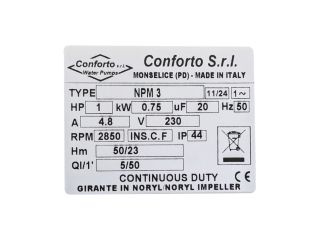 Conforto s.r.l.
Water Pumps
Conforto S.r.l.
MONSELICE (PD) - MADE IN ITALY
TYPE NPM 3 11/24 1~
HP 1 kW 0.75 uF 20 Hz 50
A 4.8 V 230
RPM 2850 INS.C.F IP 44
Hm 50/23
Ql/1' 5/50
CE
CONTINUOUS DUTY
GIRANTE IN NORYL/NORYL IMPELLER